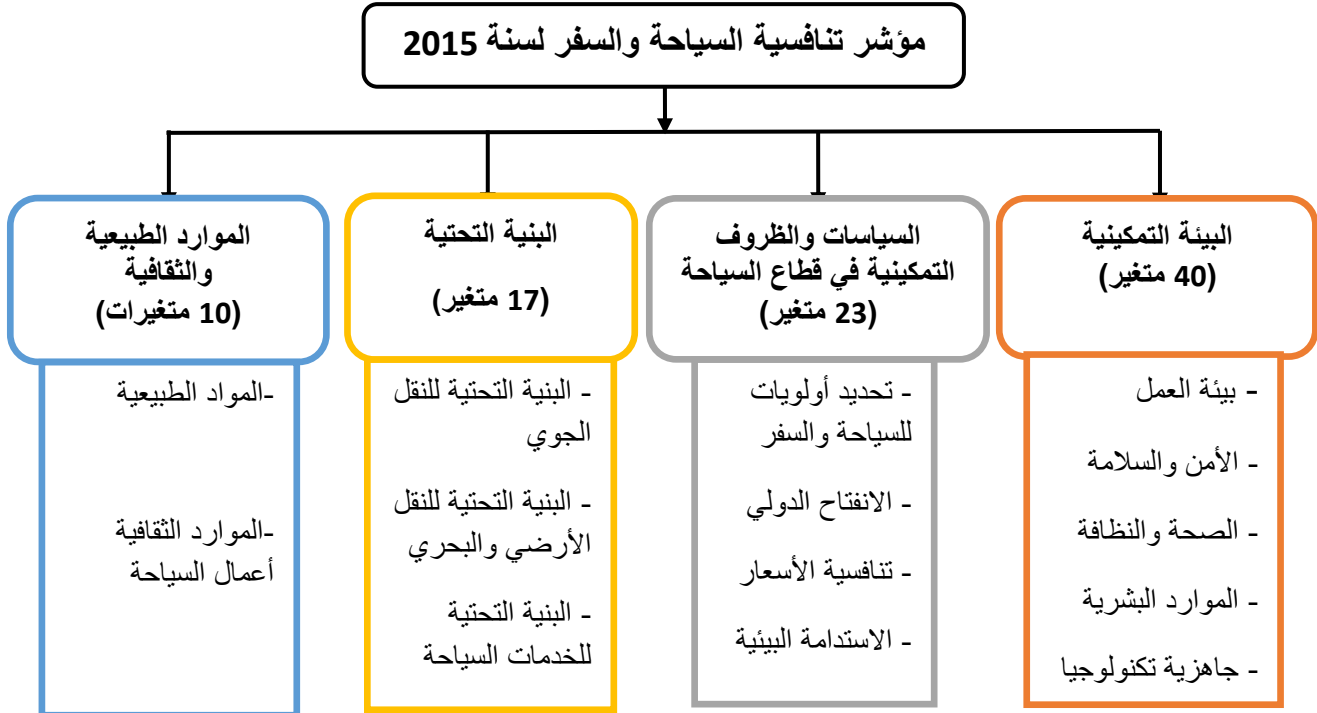 مؤشر تنافسية السياحة والسفر لسنة 2015
البيئة التمكينية
(40 متغير)
- بيئة العمل
- الأمن والسلامة
- الصحة والنظافة
- الموارد البشرية
- جاهزية تكنولوجيا
السياسات والظروف
التمكينية في قطاع السياحة
(23 متغير)
- تحديد أولويات
للسياحة والسفر
- الانفتاح الدولي
- تنافسية الأسعار
- الاستدامة البيئية
البنية التحتية
(17 متغير)
- البنية التحتية للنقل
الجوي
- البنية التحتية للنقل
الأرضي والبحري
- البنية التحتية
للخدمات السياحة
الموارد الطبيعية
والثقافية
(10 متغيرات)
-المواد الطبيعية
-الموارد الثقافية
أعمال السياحة